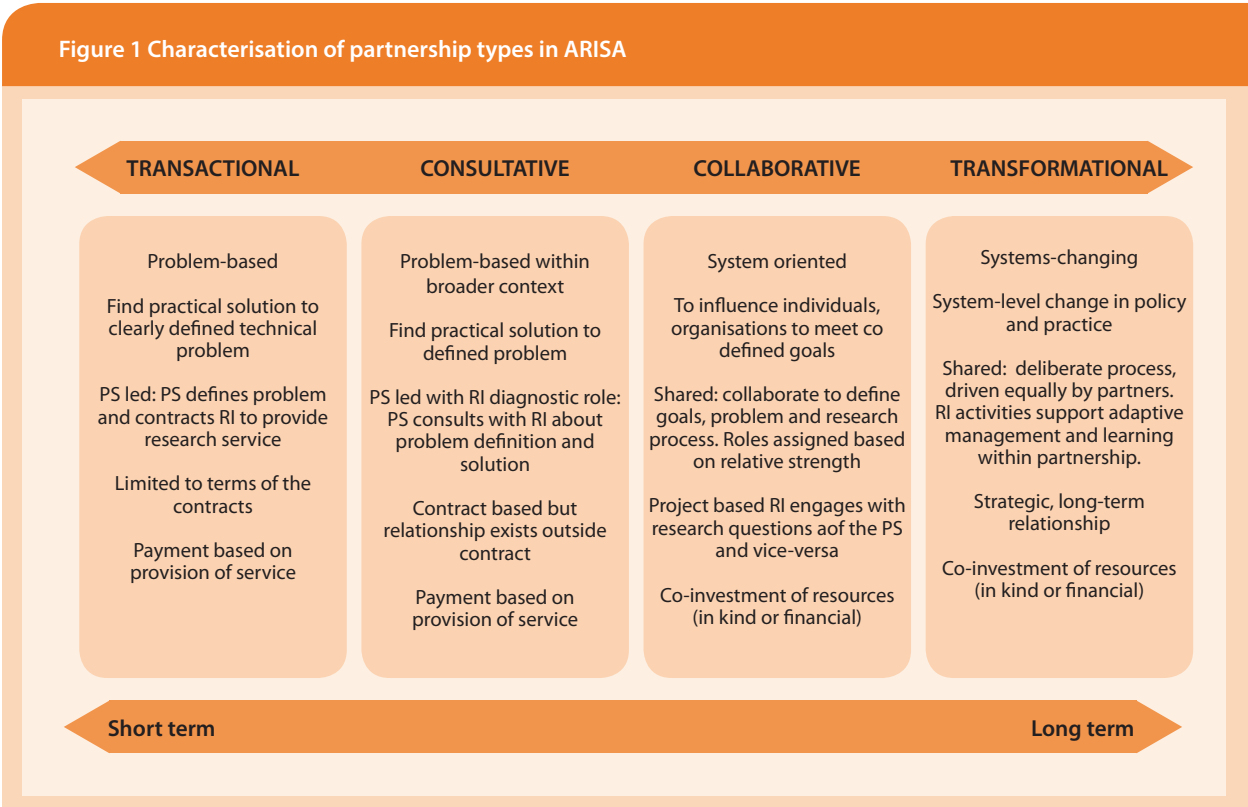 Figure 1 Characterisation of partnership types in ARISA
TRANSACTIONAL
CONSULTATIVE
COLLABORATIVE
TRANSFORMATIONAL
Problem-based
Find practical solution to
clearly defined technical
problem
PS led: PS defines problem
and contracts RI to provide
research service
Limited to terms of the
contracts
Payment based on
provision of service
Problem-based within
broader context
Find practical solution to
defined problem
PS led with RI diagnostic role:
PS consults with RI about
problem definition and
solution
Contract based but
relationship exists outside
contract
Payment based on
provision of service
System oriented
To influence individuals,
organisations to meet co
defined goals
Shared: collaborate to define
goals, problem and research
process. Roles assigned based
on relative strength
Project based RI engages with
research questions aof the PS
and vice-versa
Co-investment of resources
(in kind or financial)
Systems-changing
System-level change in policy
and practice
Shared:  deliberate process,
driven equally by partners.
RI activities support adaptive
management and learning
within partnership.
Strategic, long-term
relationship
Co-investment of resources
(in kind or financial)
Short term
Long term